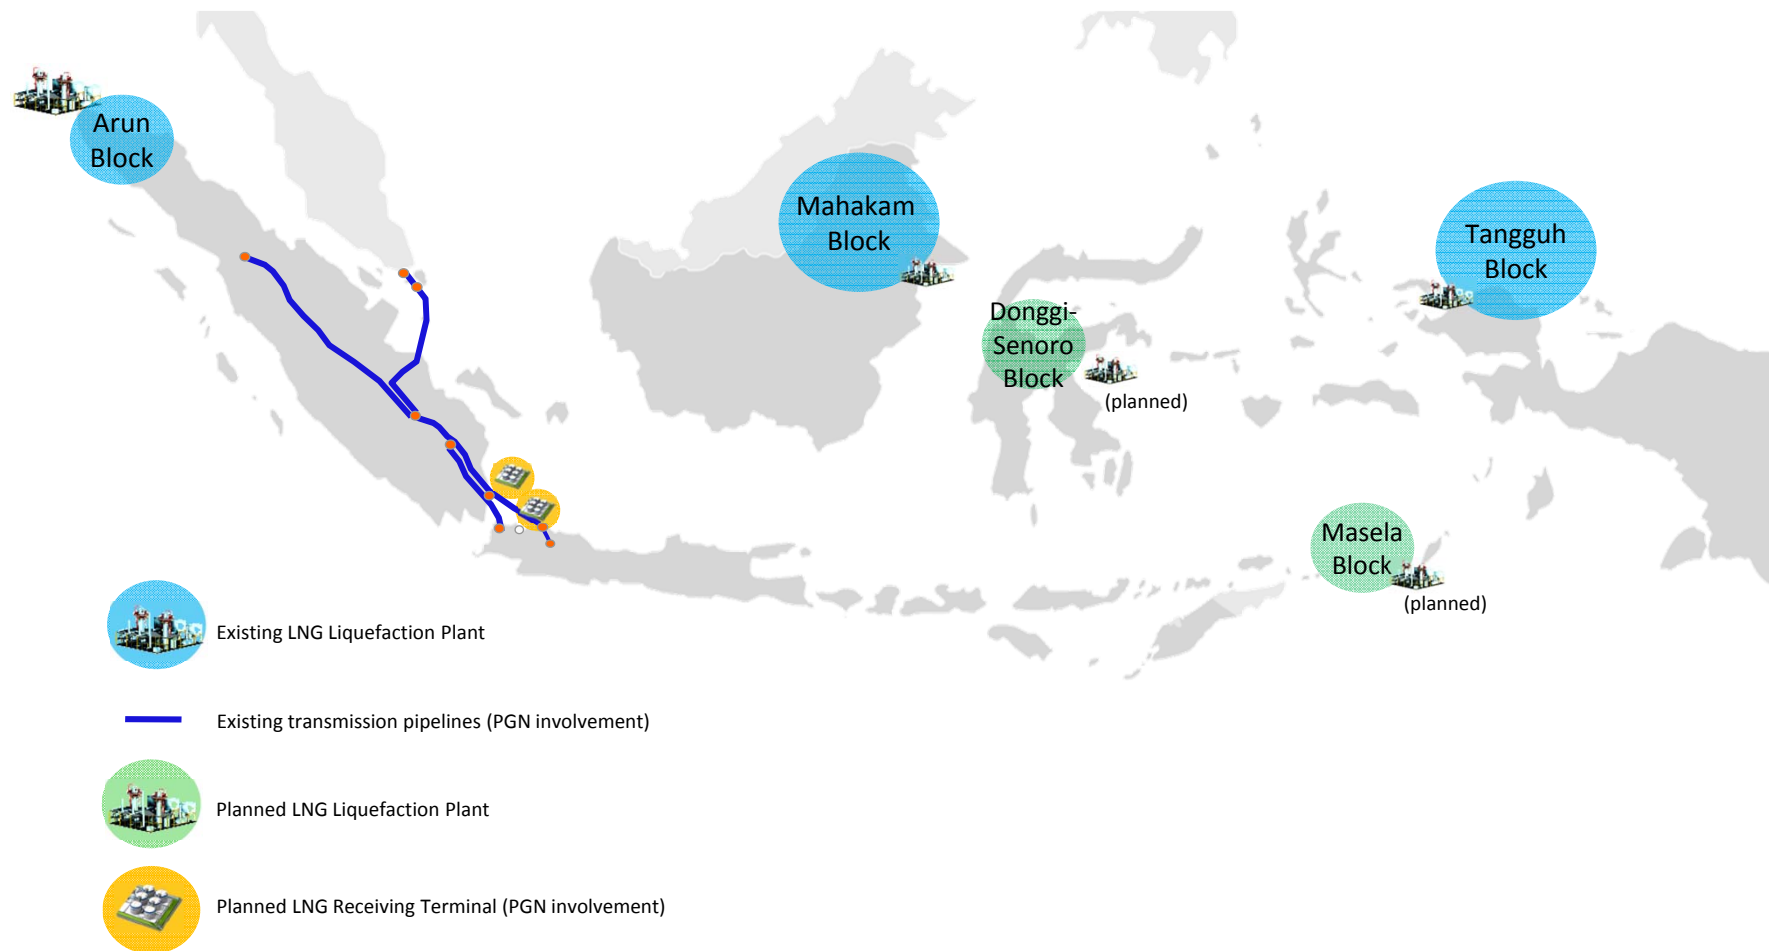 Arun
Block
Mahakam
Block
Tangguh
Block
Donggi-
Senoro
Block
(planned)
Masela
Block
(planned)
Existing LNG Liquefaction Plant
Existing transmission pipelines (PGN involvement)
Planned LNG Liquefaction Plant
Planned LNG Receiving Terminal (PGN involvement)